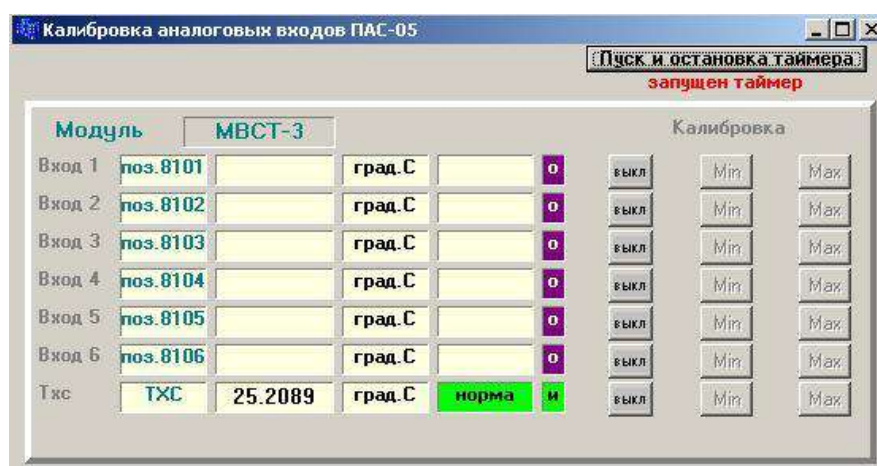 Калибровка аналоговых входов ПАС-05
Пуск и остановка таймера
запущен таймер
Модуль МВСТ-3 Калибровка
Вход 1 поз.8101 град.С о выкл Min Max
Вход 2 поз.8102 град.С о выкл Min Max
Вход 3 поз.8103 град.С о выкл Min Max
Вход 4 поз.8104 град.С о выкл Min Max
Вход 5 поз.8105 град.С о выкл Min Max
Вход 6 поз.8106 град.С о выкл Min Max
Тхс ТХС 25.2089 град.С норма и выкл Min Max